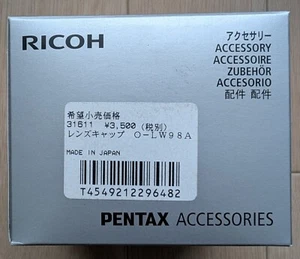 RICOH
アクセサリー
ACCESSORY
ACCESSOIRE
ZUBEHÖR
ACCESORIO
配件 配件
希望小売価格
31511 ¥3,500 (税別)
レンズキャップ O-LW98A
MADE IN JAPAN
T4549212296482
PENTAX ACCESSORIES